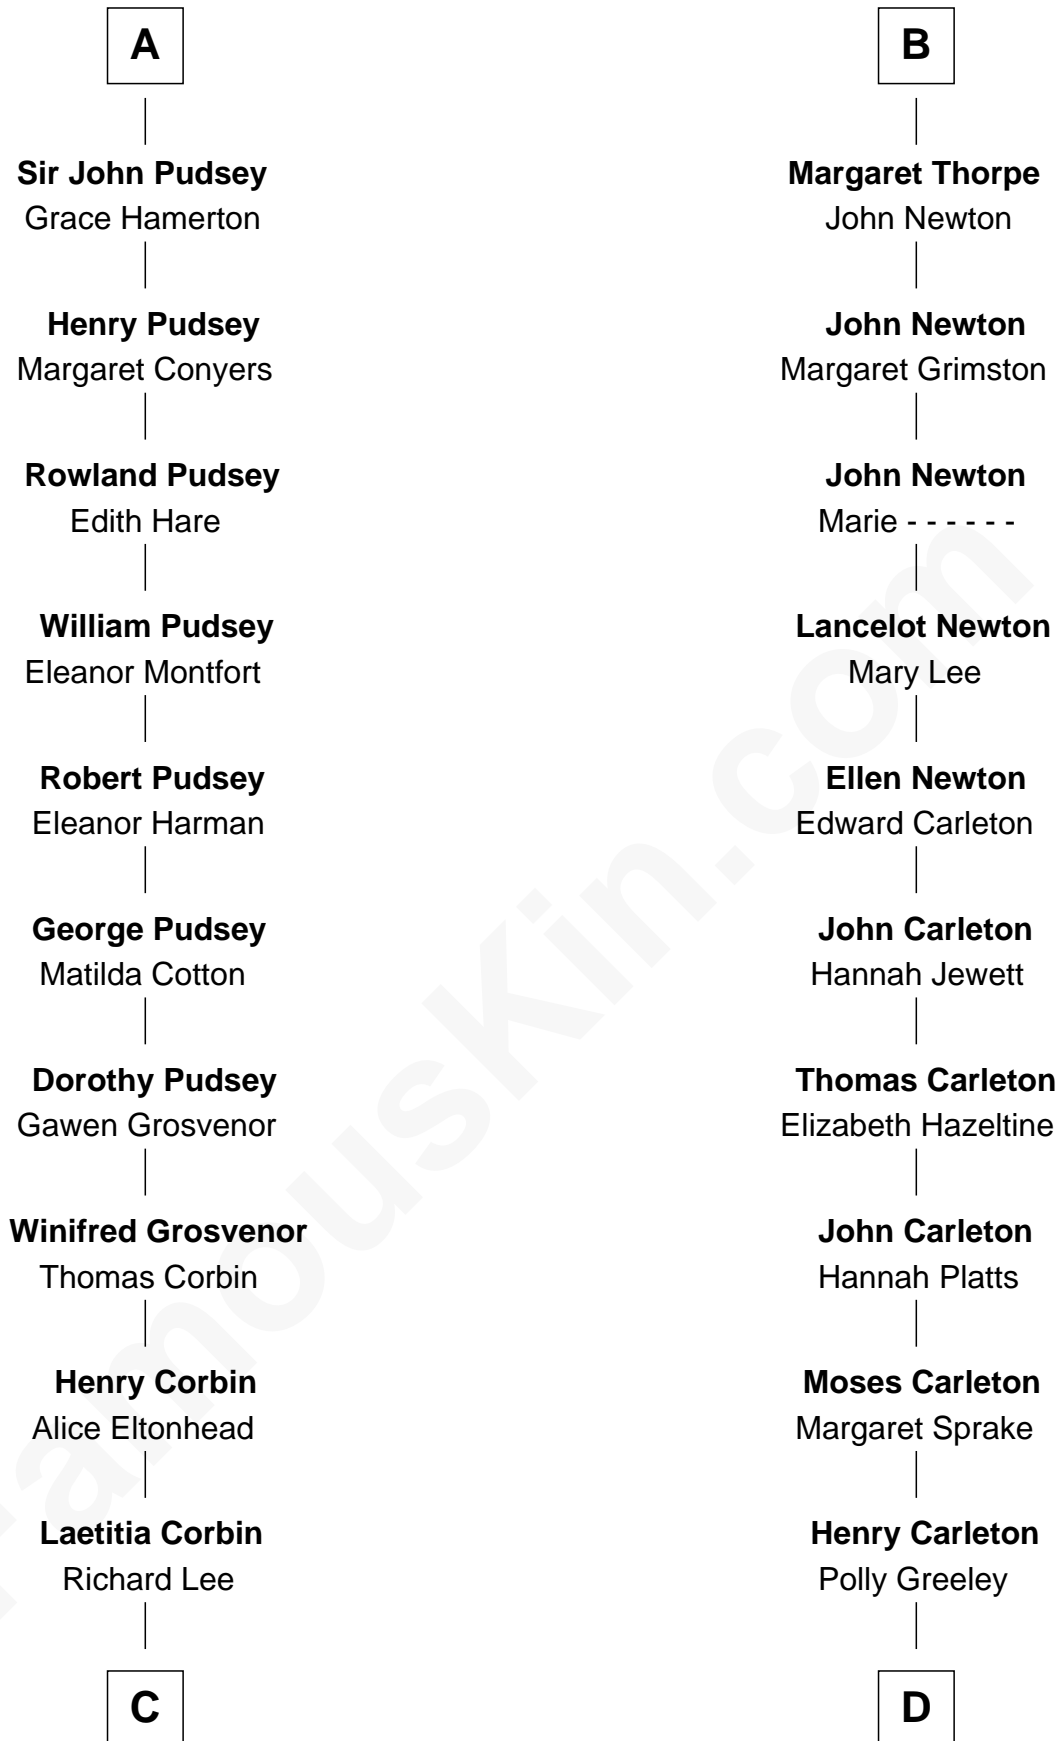 A
Sir John Pudsey
Grace Hamerton
Henry Pudsey
Margaret Conyers
Rowland Pudsey
Edith Hare
William Pudsey
Eleanor Montfort
Robert Pudsey
Eleanor Harman
George Pudsey
Matilda Cotton
Dorothy Pudsey
Gawen Grosvenor
Winifred Grosvenor
Thomas Corbin
Henry Corbin
Alice Eltonhead
Laetitia Corbin
Richard Lee
C
B
Margaret Thorpe
John Newton
John Newton
Margaret Grimston
John Newton
Marie - - - - - -
Lancelot Newton
Mary Lee
Ellen Newton
Edward Carleton
John Carleton
Hannah Jewett
Thomas Carleton
Elizabeth Hazeltine
John Carleton
Hannah Platts
Moses Carleton
Margaret Sprake
Henry Carleton
Polly Greeley
D
FamousKin.com